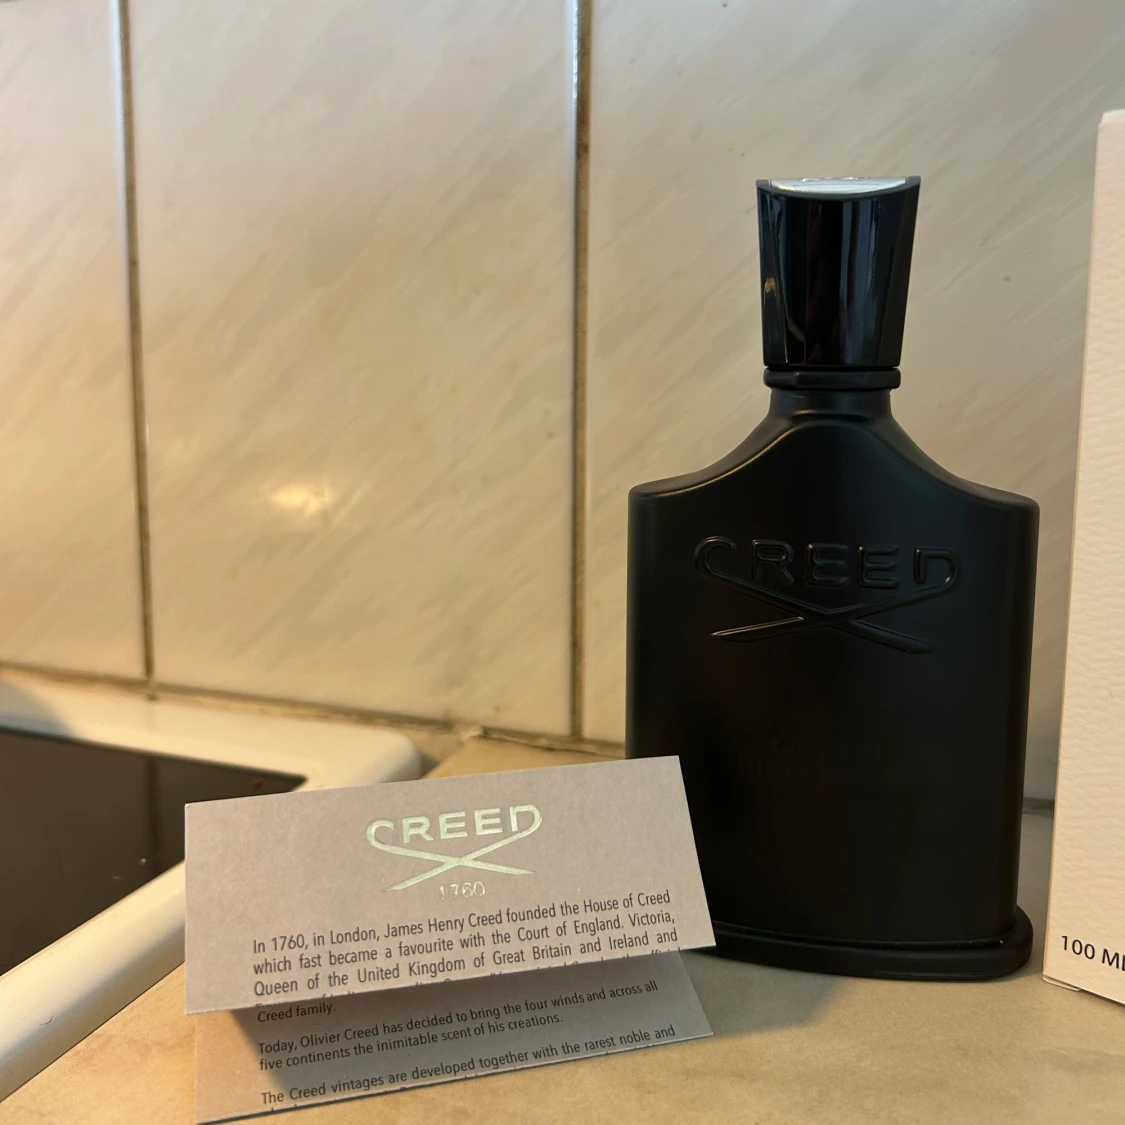 CREED
CREED
1760
In 1760, in London, James Henry Creed founded the House of Creed
which fast became a favourite with the Court of England. Victoria,
Queen of the United Kingdom of Great Britain and Ireland and
Creed family.
Today, Olivier Creed has decided to bring the four winds and across all
five continents the inimitable scent of his creations.
The Creed vintages are developed together with the rarest noble and
100 ML